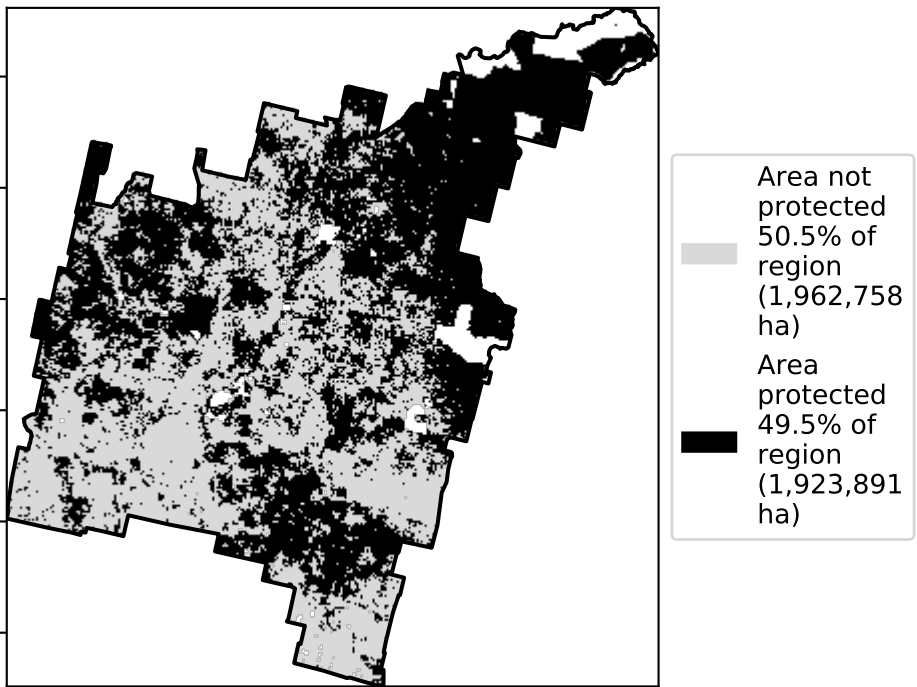 Area not
protected
50.5% of
region
(1,962,758
ha)
Area
protected
49.5% of
region
(1,923,891
ha)